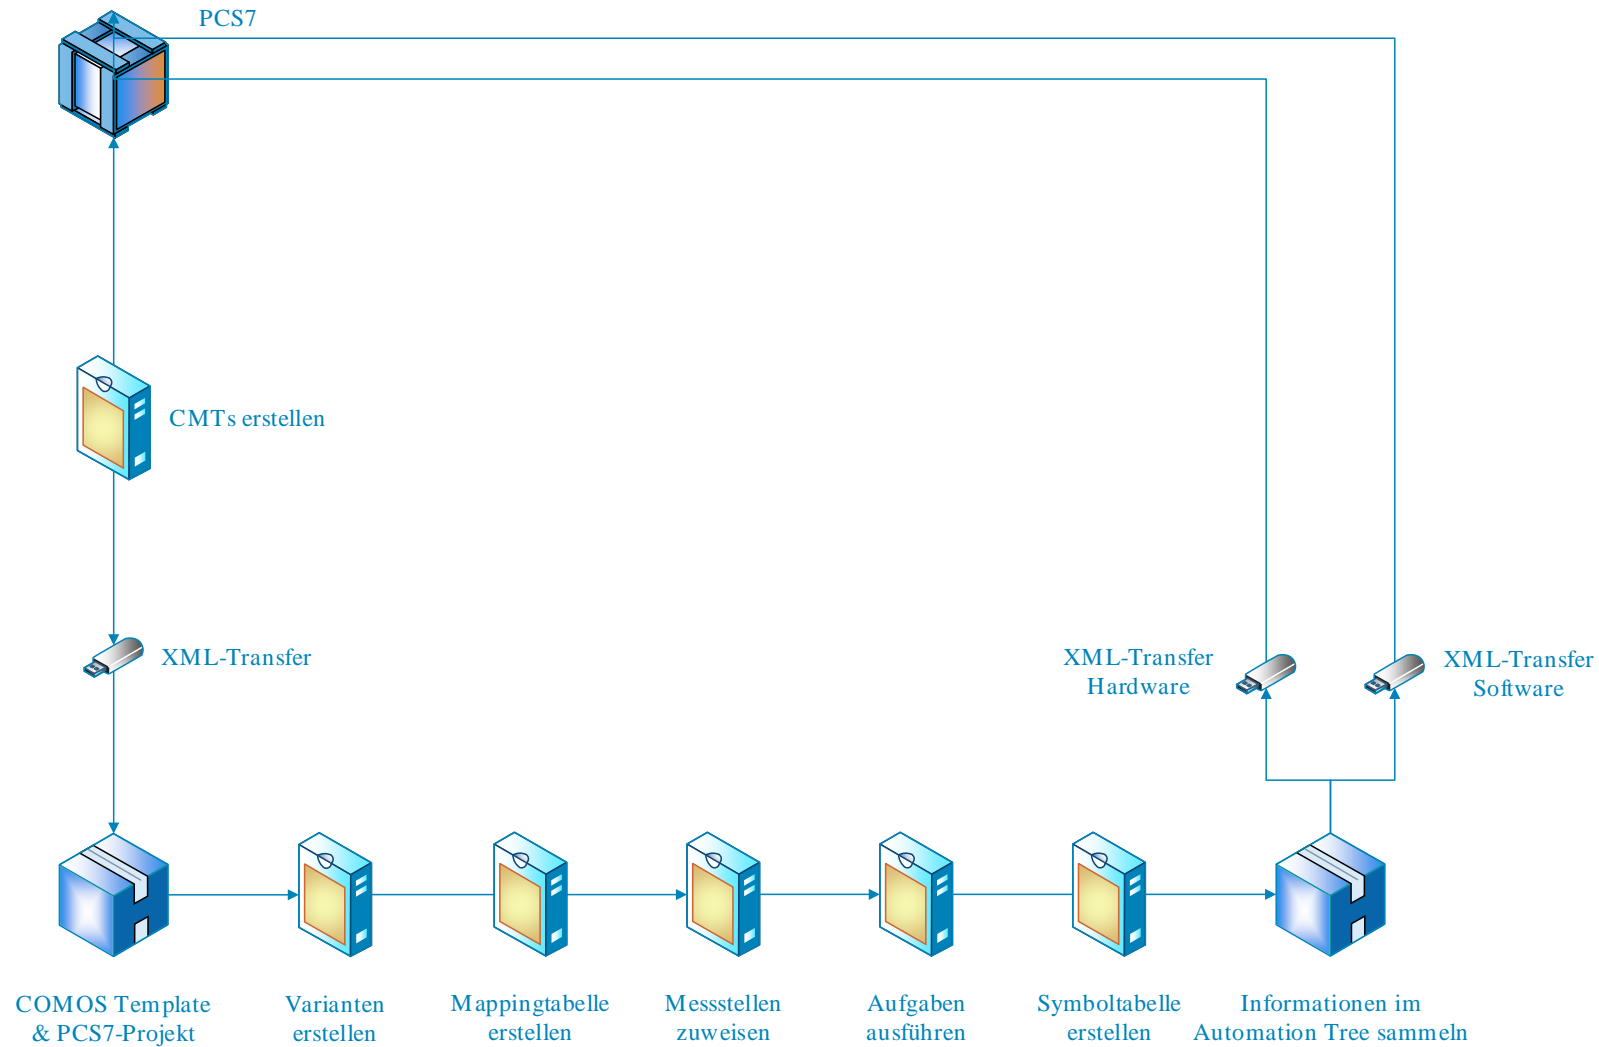 PCS7
CMTs erstellen
XML-Transfer
XML-Transfer
Hardware
XML-Transfer
Software
COMOS Template
& PCS7-Projekt
Varianten
erstellen
Mappingtabelle
erstellen
Messstellen
zuweisen
Aufgaben
ausführen
Symboltabelle
erstellen
Informationen im
Automation Tree sammeln